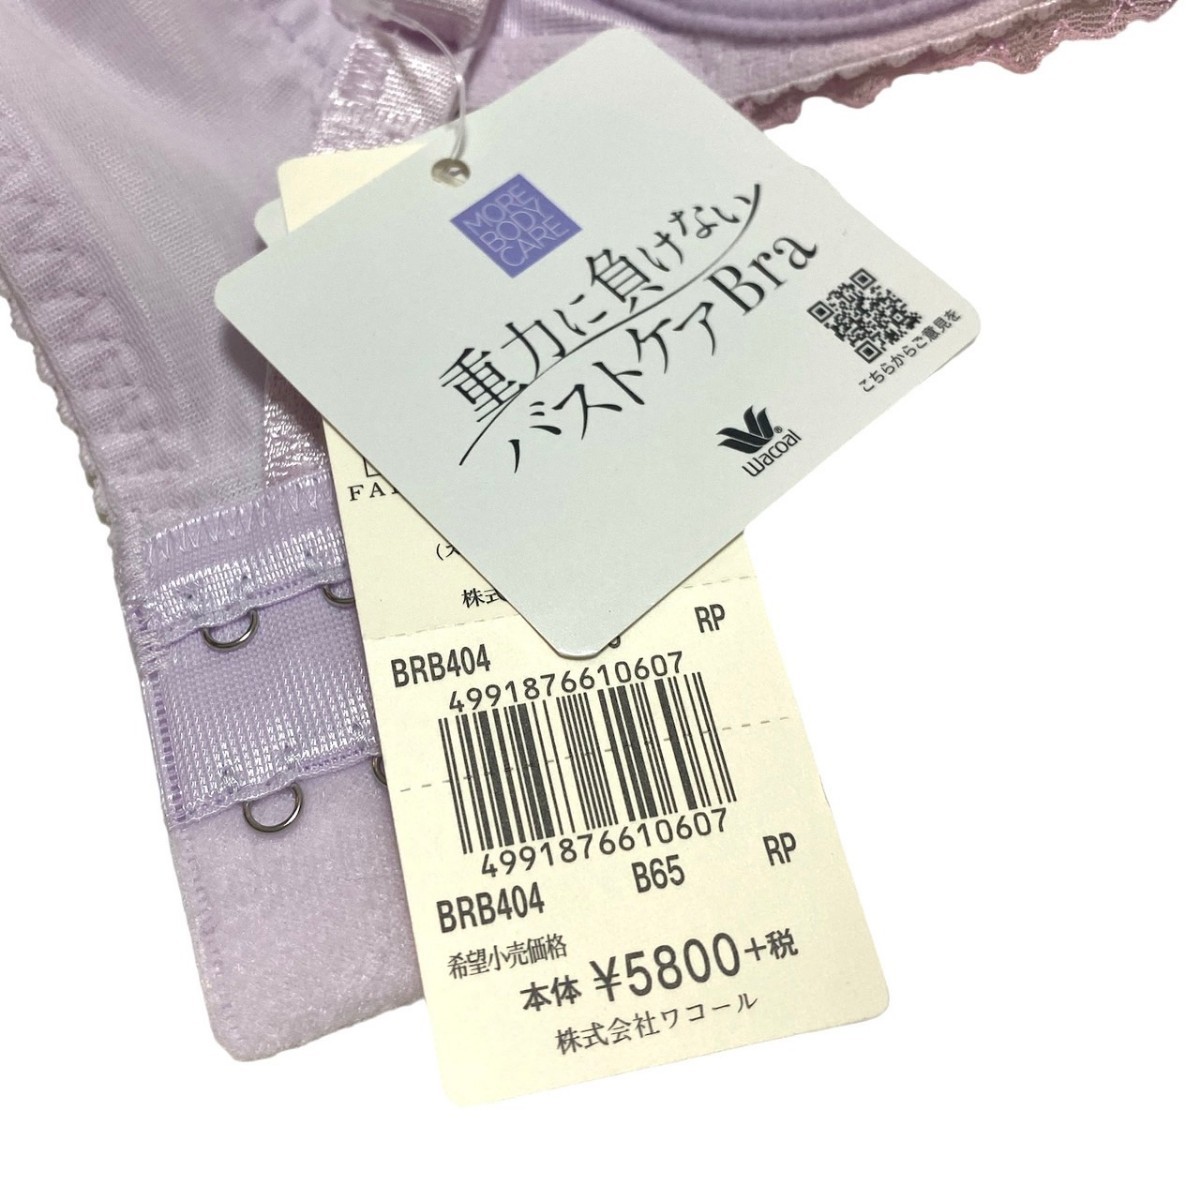 MORE
BODY
CARE
重力に負けない
バストケアBra
こちらからご意見を
Wacoal
株式
BRB404 RP
4991876610607
4991876610607
BRB404 B65 RP
希望小売価格
本体 ¥5800+税
株式会社ワコール